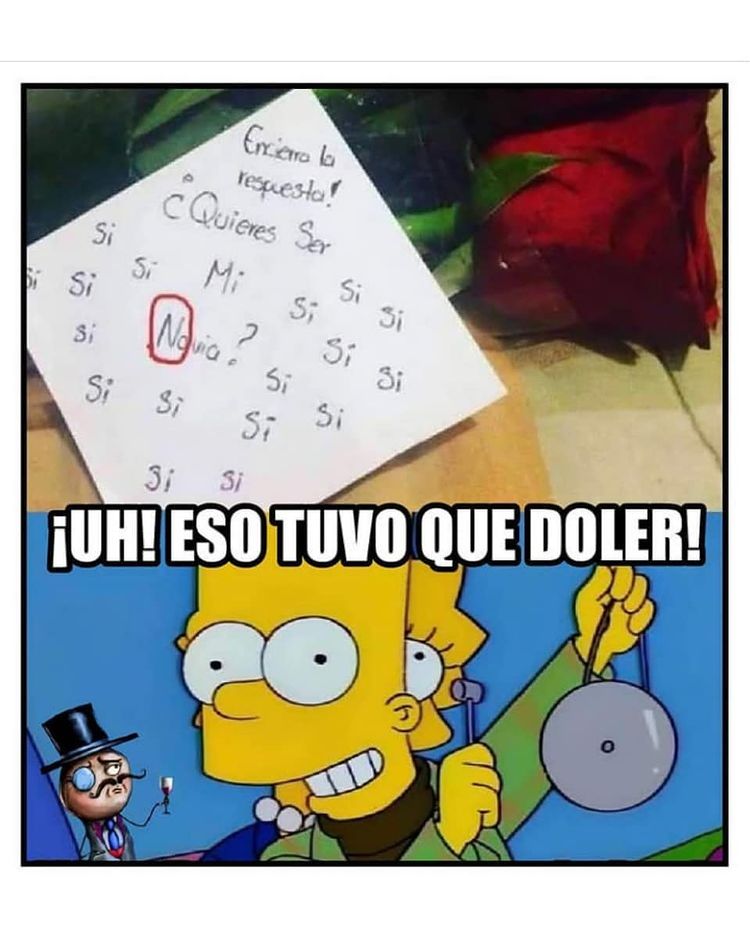 Encierra la
respuesta!
¿Quieres Ser
Si
Si Si Si Mi Si Si Si
Si Novia? Si
Si Si Si Si
Si Si
Si Si
¡UH! ESO TUVO QUE DOLER!